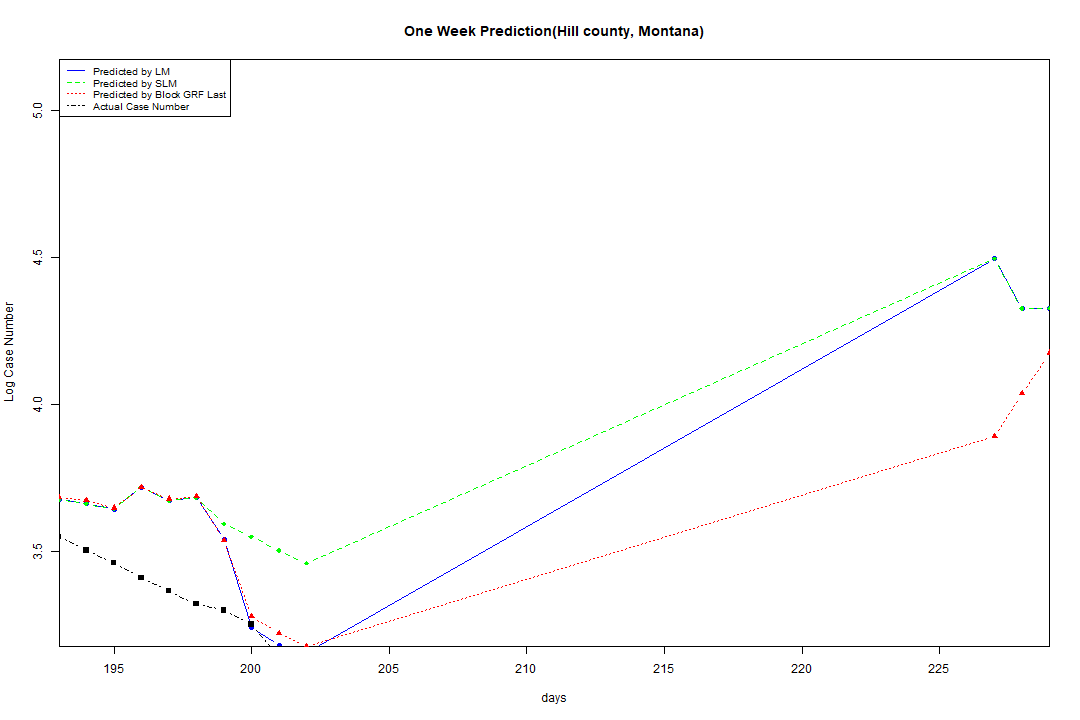 One Week Prediction(Hill county, Montana)
Predicted by LM
Predicted by SLM
Predicted by Block GRF Last
Actual Case Number
5.0
4.5
4.0
3.5
Log Case Number
195 200 205 210 215 220 225
days